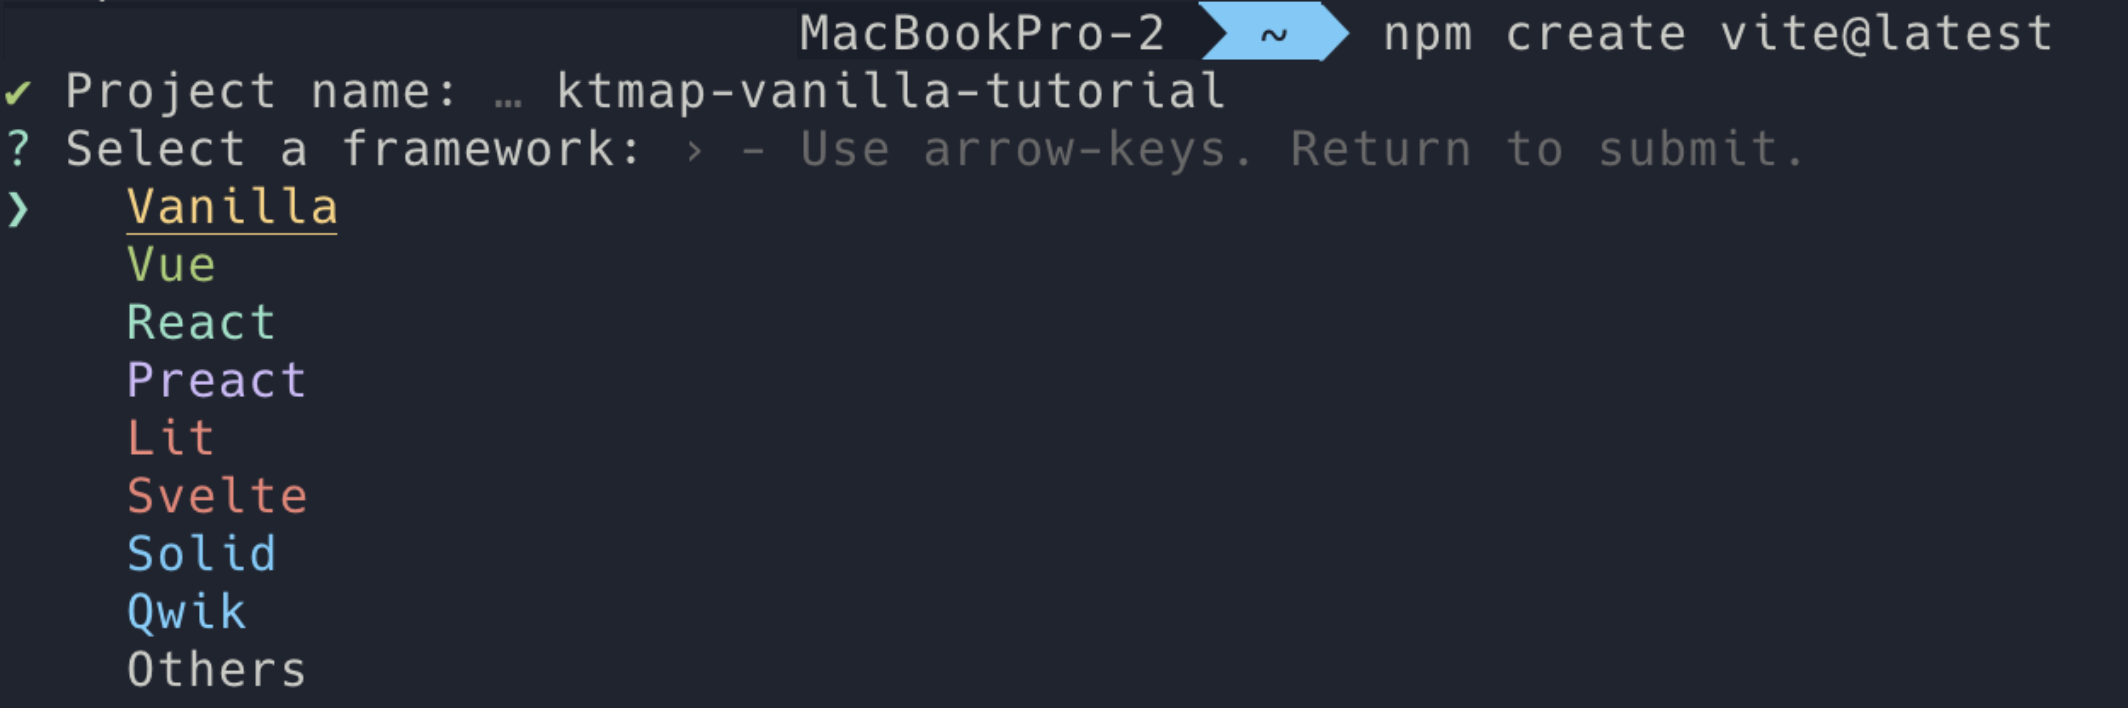 MacBookPro-2 ~ npm create vite@latest
✔ Project name: … ktmap-vanilla-tutorial
? Select a framework: › - Use arrow-keys. Return to submit.
❯ Vanilla
Vue
React
Preact
Lit
Svelte
Solid
Qwik
Others